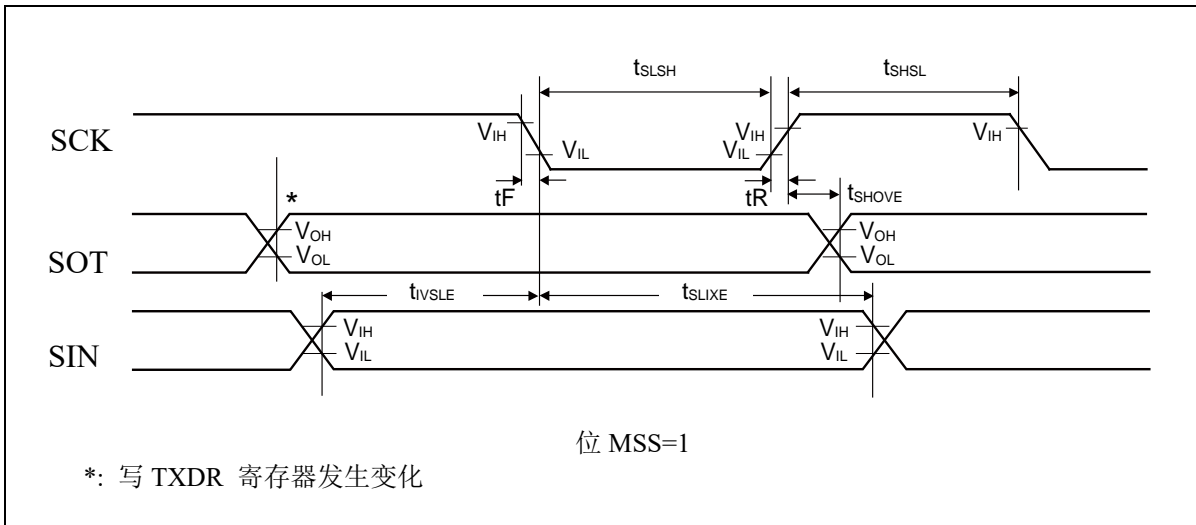 tSLSH tSHSL
SCK VIH VIL VIH VIL VIH
tF tR tSHOVE
*
SOT VOH VOL VOH VOL
tIVSLE tSLIXE
SIN VIH VIL VIH VIL
位 MSS=1
*: 写 TXDR 寄存器发生变化